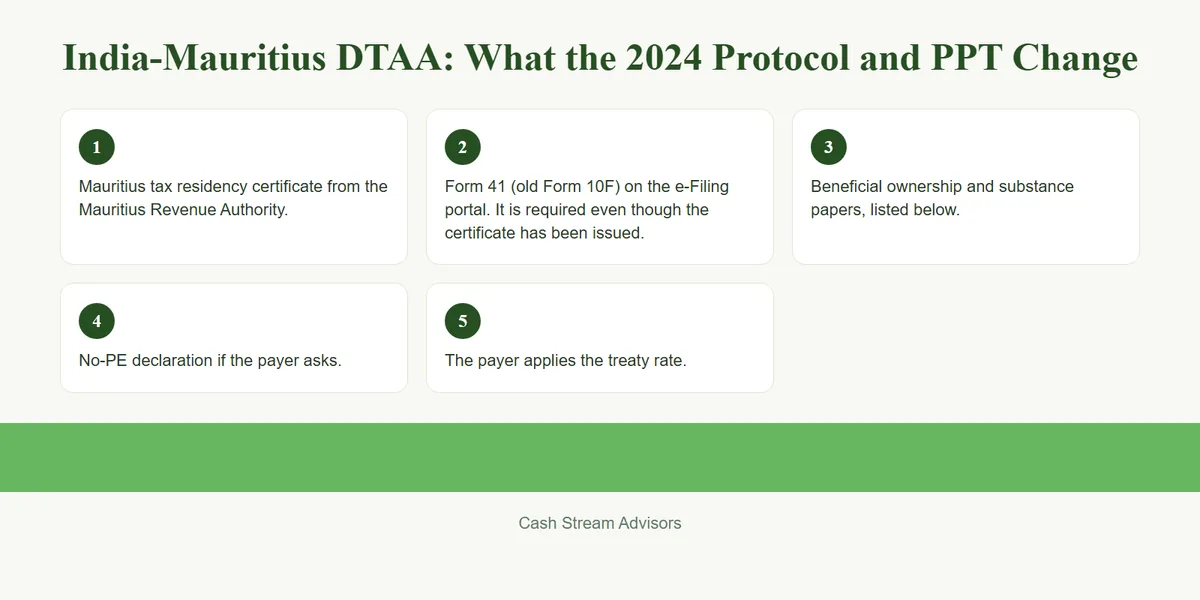 India-Mauritius DTAA: What the 2024 Protocol and PPT Change
1
Mauritius tax residency certificate from the
Mauritius Revenue Authority.
2
Form 41 (old Form 10F) on the e-Filing
portal. It is required even though the
certificate has been issued.
3
Beneficial ownership and substance
papers, listed below.
4
No-PE declaration if the payer asks.
5
The payer applies the treaty rate.
Cash Stream Advisors